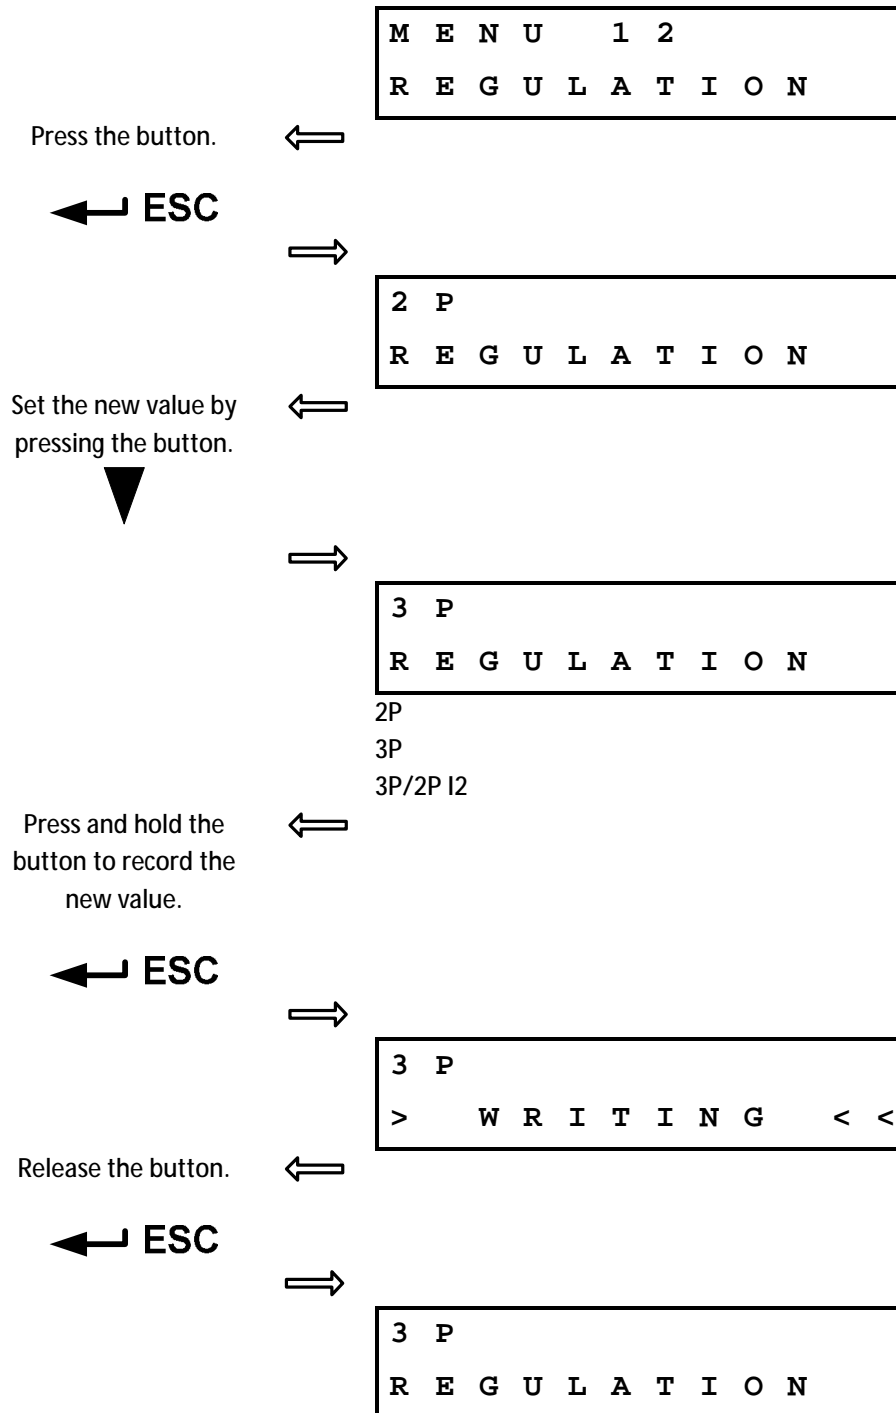 MENU 12
REGULATION
Press the button.
ESC
2P
REGULATION
Set the new value by
pressing the button.
3P
REGULATION
2P
3P
3P/2P I2
Press and hold the
button to record the
new value.
ESC
3P
> WRITING <<
Release the button.
ESC
3P
REGULATION